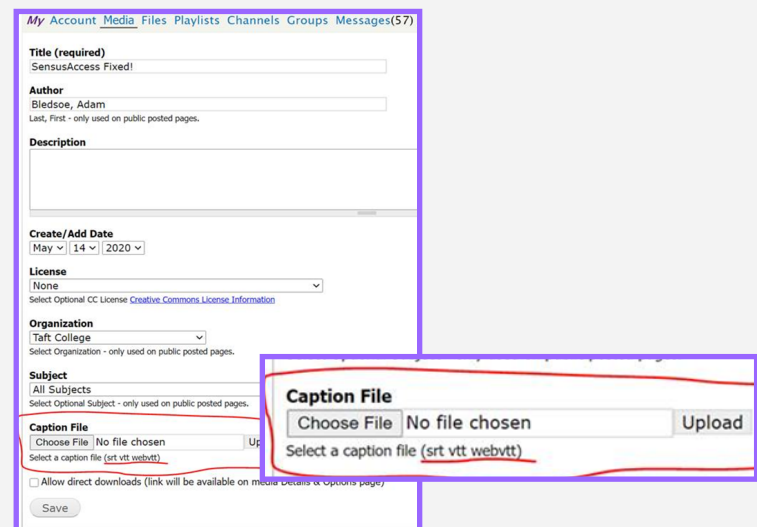 My Account Media Files Playlists Channels Groups Messages(57)
Title (required)
SensusAccess Fixed!
Author
Bledsoe, Adam
Last, First - only used on public posted pages.
Description
Create/Add Date
May 14 2020
License
None
Select Optional CC License Creative Commons License Information
Organization
Taft College
Select Organization - only used on public posted pages.
Subject
All Subjects
Select Optional Subject - only used on public posted pages.
Caption File
Choose File No file chosen
Select a caption file (srt vtt webvtt)
Allow direct downloads (link will be available on media Details & Options page)
Save
Caption File
Choose File No file chosen Upload
Select a caption file (srt vtt webvtt)